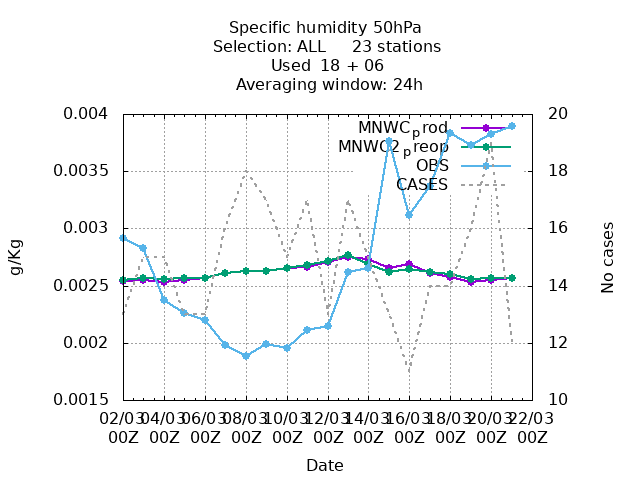 Specific humidity 50hPa
Selection: ALL 23 stations
Used 18 + 06
Averaging window: 24h
0.004
0.0035
0.003
0.0025
0.002
0.0015
g/Kg
20
18
16
14
12
10
No cases
MNWCprod
MNWC2preop
OBS
CASES
02/03 04/03 06/03 08/03 10/03 12/03 14/03 16/03 18/03 20/03 22/03
00Z 00Z 00Z 00Z 00Z 00Z 00Z 00Z 00Z 00Z 00Z
Date